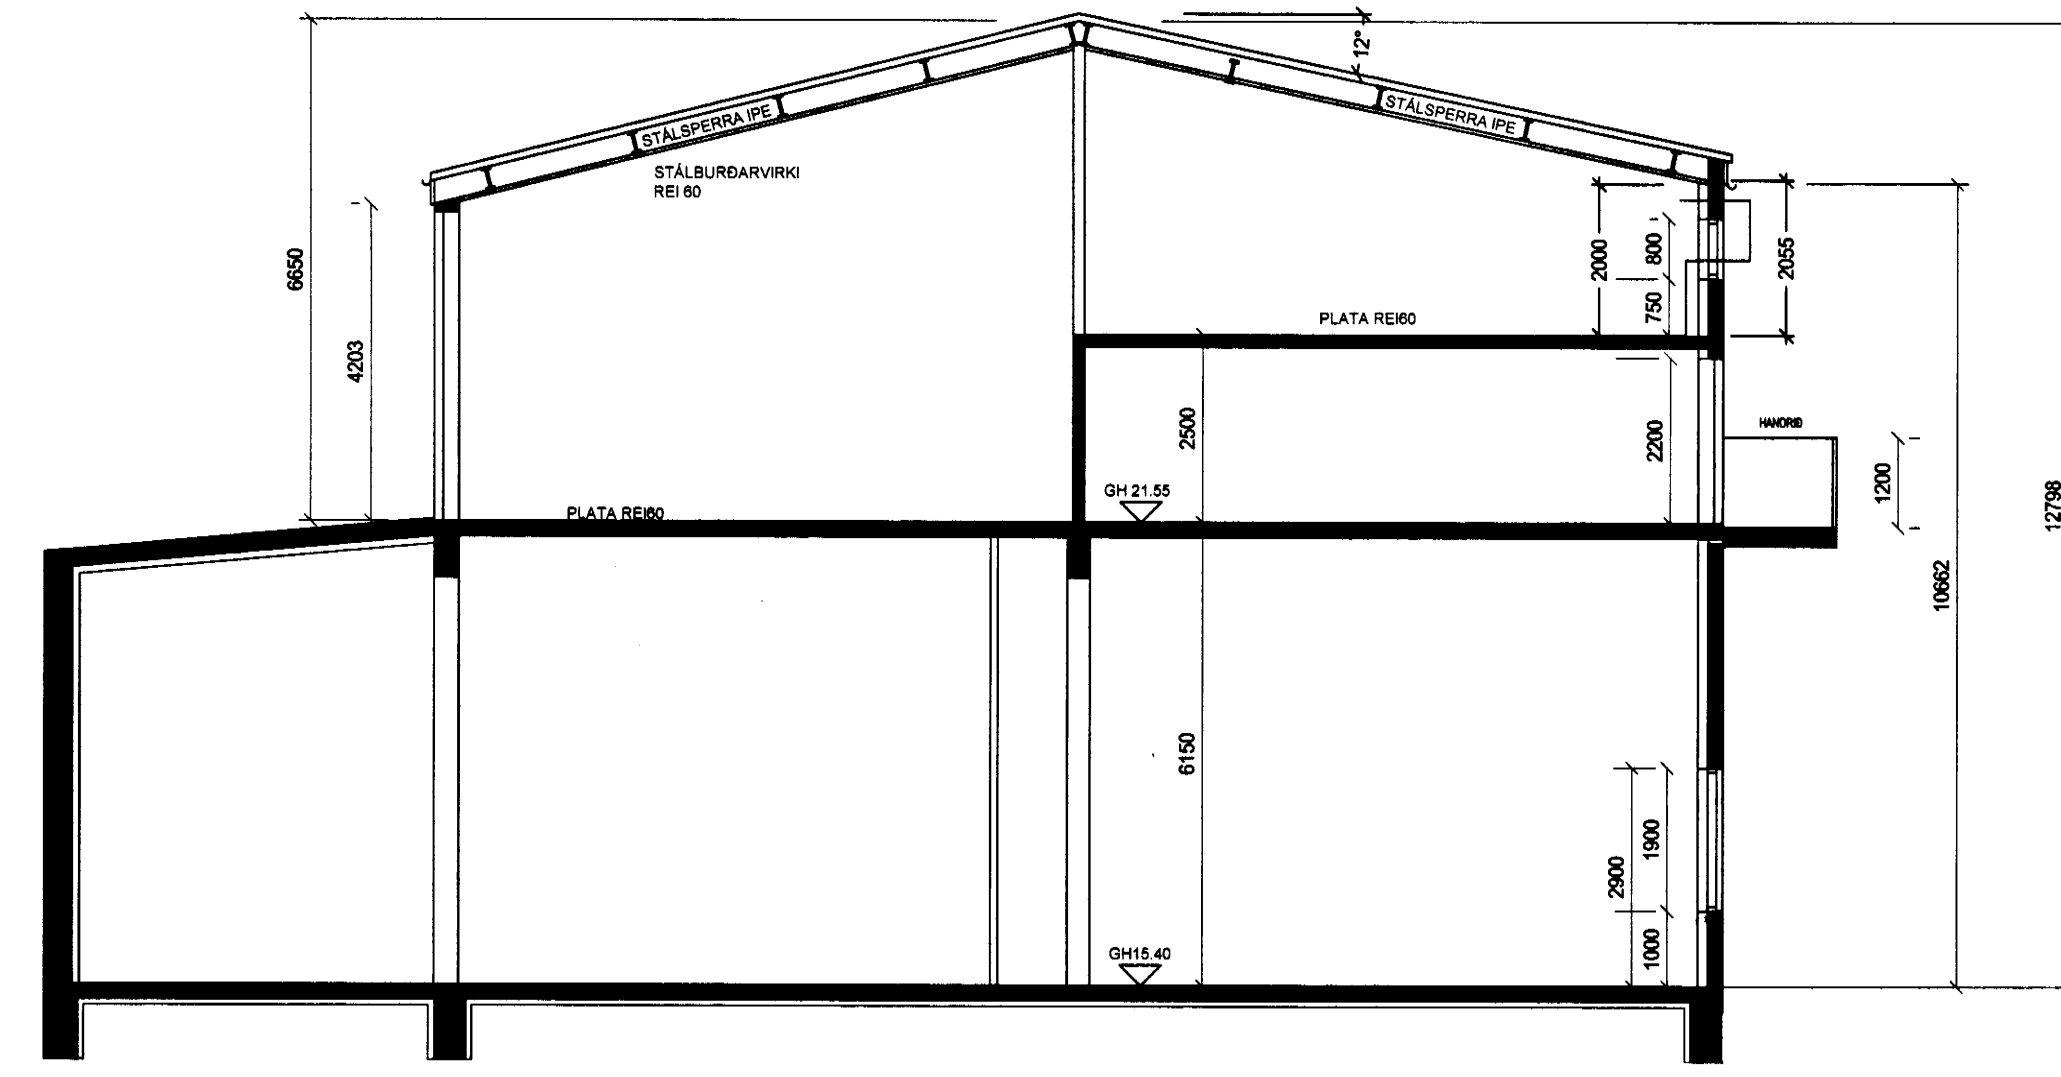 12°
STÁLSPERRA IPE
STÁLSPERRA IPE
STÁLBURÐARVIRKI
REI 60
6650
4203
2000
800
750
2055
PLATA REI60
2500
2200
HANDRIÐ
1200
12798
10662
GH 21.55
PLATA REI60
6150
2900
1900
1000
GH15.40